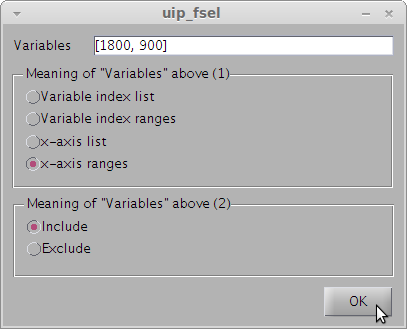 uip_fsel
Variables [1800, 900]
Meaning of "Variables" above (1)
Variable index list
Variable index ranges
x-axis list
x-axis ranges
Meaning of "Variables" above (2)
Include
Exclude
OK